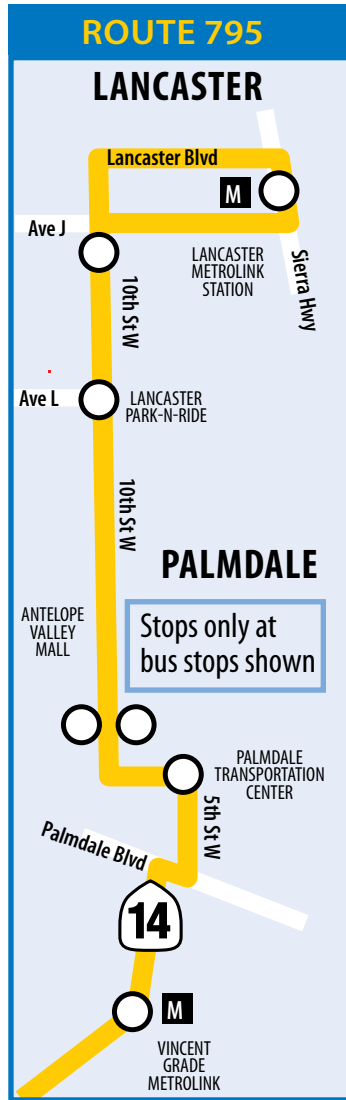 ROUTE 795
LANCASTER
Lancaster Blvd
M
Ave J
LANCASTER
METROLINK
STATION
Sierra Hwy
10th St W
Ave L
LANCASTER
PARK-N-RIDE
10th St W
PALMDALE
ANTELOPE
VALLEY
MALL
Stops only at
bus stops shown
PALMDALE
TRANSPORTATION
CENTER
5th St W
Palmdale Blvd
14
M
VINCENT
GRADE
METROLINK